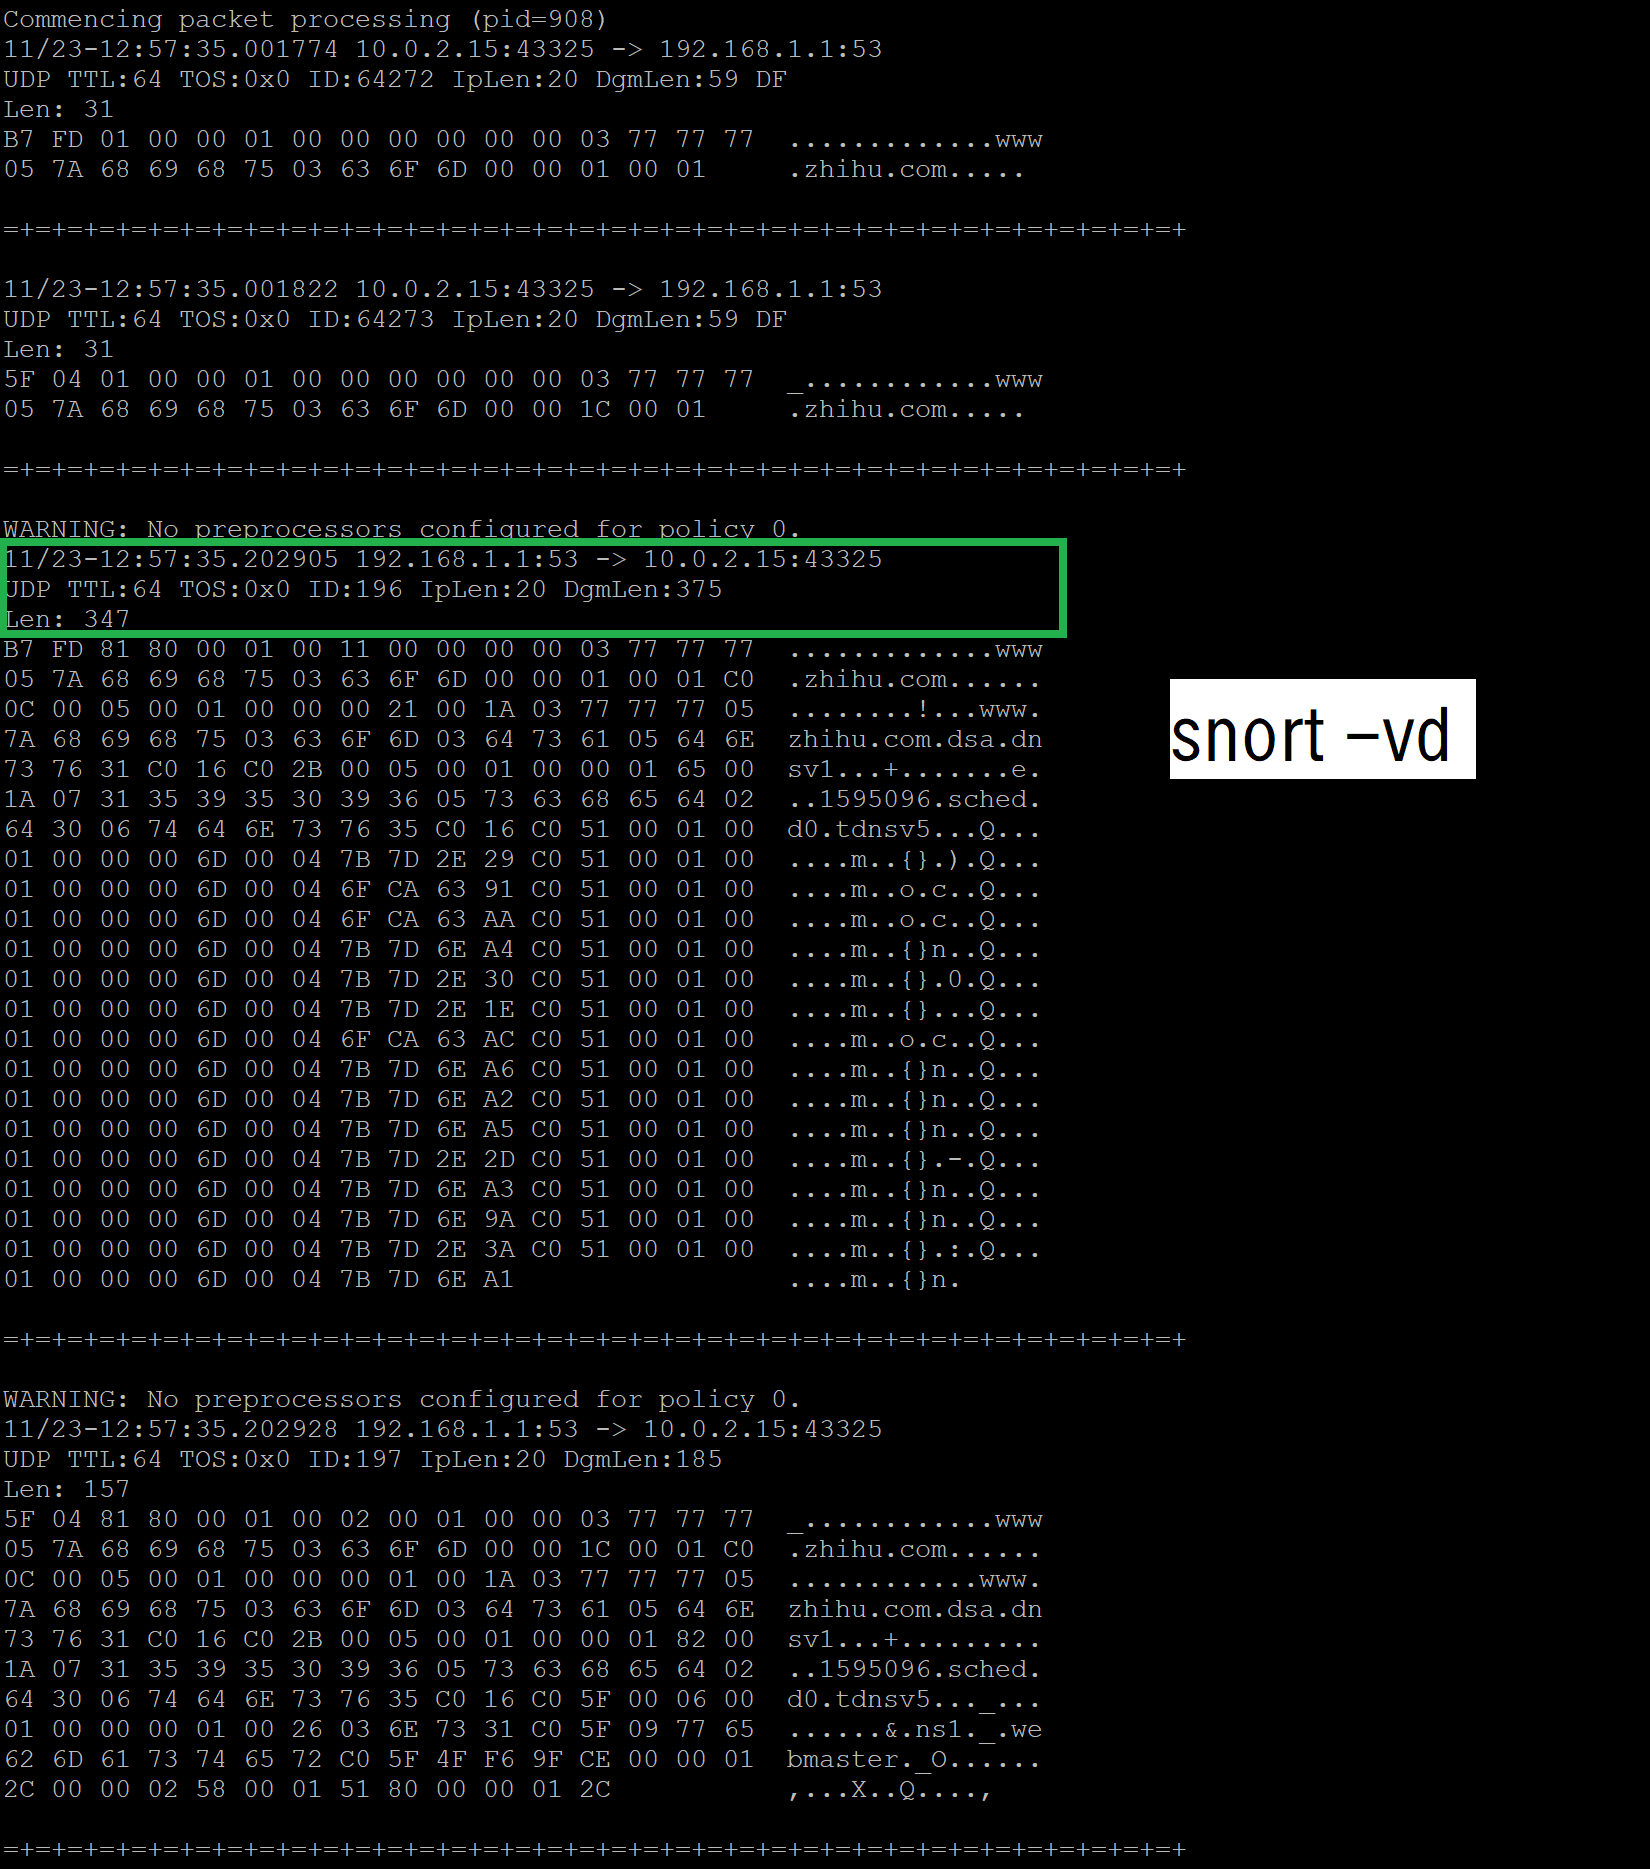 Commencing packet processing (pid=908)
11/23-12:57:35.001774 10.0.2.15:43325 -> 192.168.1.1:53
UDP TTL:64 TOS:0x0 ID:64272 IpLen:20 DgmLen:59 DF
Len: 31
B7 FD 01 00 00 01 00 00 00 00 00 00 03 77 77 77  .............www
05 7A 68 69 68 75 03 63 6F 6D 00 00 01 00 01     .zhihu.com.....
=+=+=+=+=+=+=+=+=+=+=+=+=+=+=+=+=+=+=+=+=+=+=+=+=+=+=+=+=+=+=+=+=+=+=+=+=+
11/23-12:57:35.001822 10.0.2.15:43325 -> 192.168.1.1:53
UDP TTL:64 TOS:0x0 ID:64273 IpLen:20 DgmLen:59 DF
Len: 31
5F 04 01 00 00 01 00 00 00 00 00 00 03 77 77 77  _............www
05 7A 68 69 68 75 03 63 6F 6D 00 00 1C 00 01     .zhihu.com.....
=+=+=+=+=+=+=+=+=+=+=+=+=+=+=+=+=+=+=+=+=+=+=+=+=+=+=+=+=+=+=+=+=+=+=+=+=+
WARNING: No preprocessors configured for policy 0.
11/23-12:57:35.202905 192.168.1.1:53 -> 10.0.2.15:43325
UDP TTL:64 TOS:0x0 ID:196 IpLen:20 DgmLen:375
Len: 347
B7 FD 81 80 00 01 00 11 00 00 00 00 03 77 77 77  .............www
05 7A 68 69 68 75 03 63 6F 6D 00 00 01 00 01 C0  .zhihu.com......
0C 00 05 00 01 00 00 00 21 00 1A 03 77 77 77 05  ........!...www.
7A 68 69 68 75 03 63 6F 6D 03 64 73 61 05 64 6E  zhihu.com.dsa.dn
73 76 31 C0 16 C0 2B 00 05 00 01 00 00 01 65 00  sv1...+.......e.
1A 07 31 35 39 35 30 39 36 05 73 63 68 65 64 02  ..1595096.sched.
64 30 06 74 64 6E 73 76 35 C0 16 C0 51 00 01 00  d0.tdnsv5...Q...
01 00 00 00 6D 00 04 7B 7D 2E 29 C0 51 00 01 00  ....m..{}.).Q...
01 00 00 00 6D 00 04 6F CA 63 91 C0 51 00 01 00  ....m..o.c..Q...
01 00 00 00 6D 00 04 6F CA 63 AA C0 51 00 01 00  ....m..o.c..Q...
01 00 00 00 6D 00 04 7B 7D 6E A4 C0 51 00 01 00  ....m..{}n..Q...
01 00 00 00 6D 00 04 7B 7D 2E 30 C0 51 00 01 00  ....m..{}.0.Q...
01 00 00 00 6D 00 04 7B 7D 2E 1E C0 51 00 01 00  ....m..{}...Q...
01 00 00 00 6D 00 04 6F CA 63 AC C0 51 00 01 00  ....m..o.c..Q...
01 00 00 00 6D 00 04 7B 7D 6E A6 C0 51 00 01 00  ....m..{}n..Q...
01 00 00 00 6D 00 04 7B 7D 6E A2 C0 51 00 01 00  ....m..{}n..Q...
01 00 00 00 6D 00 04 7B 7D 6E A5 C0 51 00 01 00  ....m..{}n..Q...
01 00 00 00 6D 00 04 7B 7D 2E 2D C0 51 00 01 00  ....m..{}.-.Q...
01 00 00 00 6D 00 04 7B 7D 6E A3 C0 51 00 01 00  ....m..{}n..Q...
01 00 00 00 6D 00 04 7B 7D 6E 9A C0 51 00 01 00  ....m..{}n..Q...
01 00 00 00 6D 00 04 7B 7D 2E 3A C0 51 00 01 00  ....m..{}.:.Q...
01 00 00 00 6D 00 04 7B 7D 6E A1                 ....m..{}n.
=+=+=+=+=+=+=+=+=+=+=+=+=+=+=+=+=+=+=+=+=+=+=+=+=+=+=+=+=+=+=+=+=+=+=+=+=+
WARNING: No preprocessors configured for policy 0.
11/23-12:57:35.202928 192.168.1.1:53 -> 10.0.2.15:43325
UDP TTL:64 TOS:0x0 ID:197 IpLen:20 DgmLen:185
Len: 157
5F 04 81 80 00 01 00 02 00 01 00 00 03 77 77 77  _............www
05 7A 68 69 68 75 03 63 6F 6D 00 00 1C 00 01 C0  .zhihu.com......
0C 00 05 00 01 00 00 00 01 00 1A 03 77 77 77 05  ............www.
7A 68 69 68 75 03 63 6F 6D 03 64 73 61 05 64 6E  zhihu.com.dsa.dn
73 76 31 C0 16 C0 2B 00 05 00 01 00 00 01 82 00  sv1...+.........
1A 07 31 35 39 35 30 39 36 05 73 63 68 65 64 02  ..1595096.sched.
64 30 06 74 64 6E 73 76 35 C0 16 C0 5F 00 06 00  d0.tdnsv5..._...
01 00 00 00 01 00 26 03 6E 73 31 C0 5F 09 77 65  ......&.ns1._.we
62 6D 61 73 74 65 72 C0 5F 4F F6 9F CE 00 00 01  bmaster._O......
2C 00 00 02 58 00 01 51 80 00 00 01 2C           ,...X..Q....,
=+=+=+=+=+=+=+=+=+=+=+=+=+=+=+=+=+=+=+=+=+=+=+=+=+=+=+=+=+=+=+=+=+=+=+=+=+
snort –vd